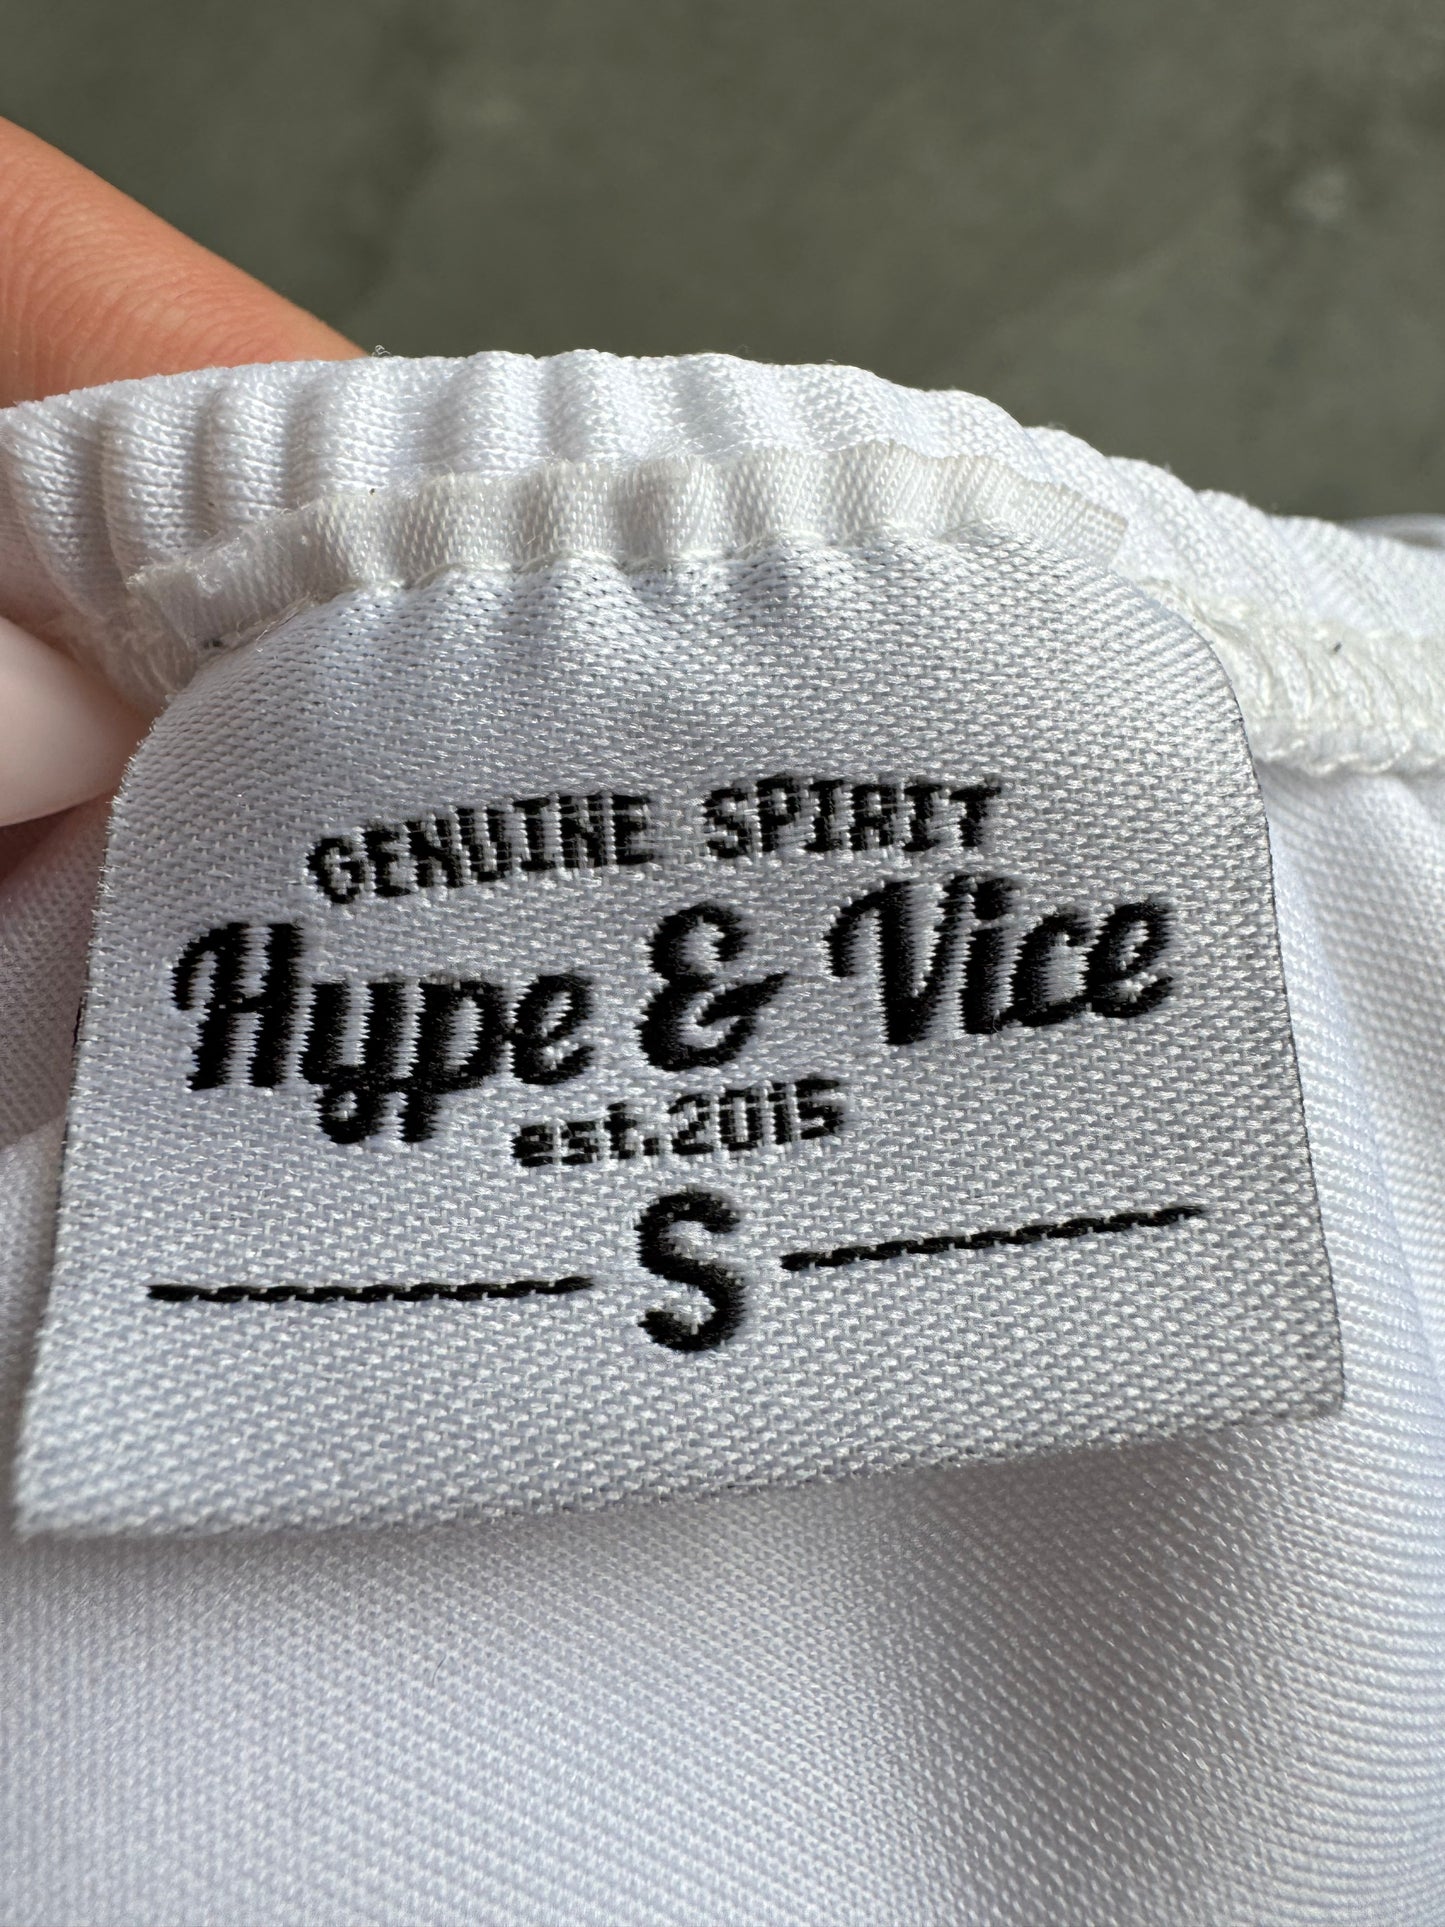 GENUINE SPIRIT
Hype & Vice
est.2015
S